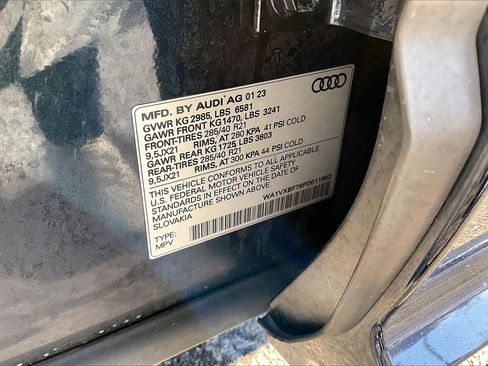 MFD. BY AUDI AG 01 23
GVWR KG 2985, LBS 6581
GAWR FRONT KG1470, LBS 3241
FRONT-TIRES 285/40 R21
9,5JX21 RIMS, AT 280 KPA 41 PSI COLD
GAWR REAR KG 1725 LBS 3803
REAR-TIRES 285/40 R21
9,5JX21 RIMS, AT 300 KPA 44 PSI COLD
THIS VEHICLE CONFORMS TO ALL APPLICABLE
U.S. FEDERAL MOTOR VEHICLE SAFETY
STANDARDS IN EFFECT ON THE DATE OF
MANUFACTURE SHOWN ABOVE.
SLOVAKIA
WA1VXBF76PD011602
TYPE:
MPV